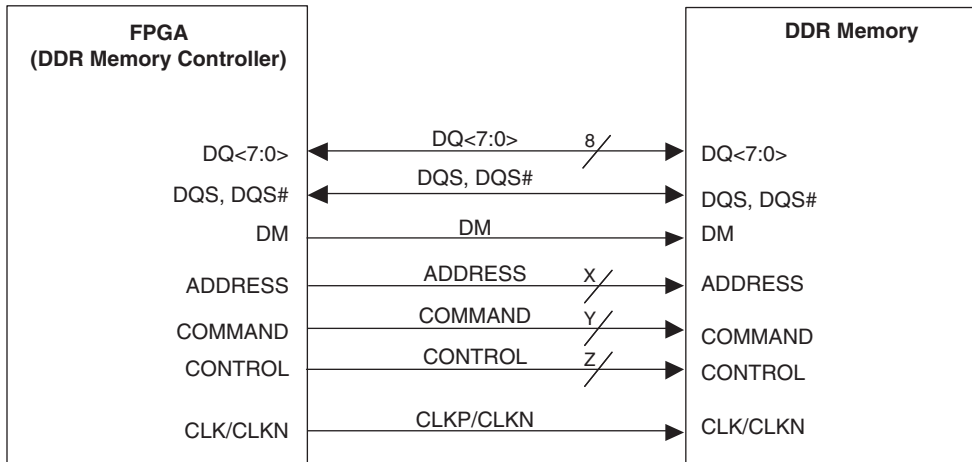 FPGA
(DDR Memory Controller)
DDR Memory
DQ<7:0> DQ<7:0> 8 DQ<7:0>
DQS, DQS# DQS, DQS# DQS, DQS#
DM DM DM
ADDRESS ADDRESS X ADDRESS
COMMAND COMMAND Y COMMAND
CONTROL CONTROL Z CONTROL
CLK/CLKN CLKP/CLKN CLK/CLKN